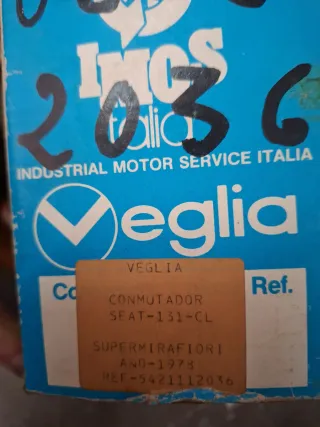 IMOS
2036
Italia
INDUSTRIAL MOTOR SERVICE ITALIA
Veglia
Ref.
VEGLIA
CONMUTADOR
SEAT-131-CL
SUPERMIRAFIORI
AÑO-1978
REF-5421112036